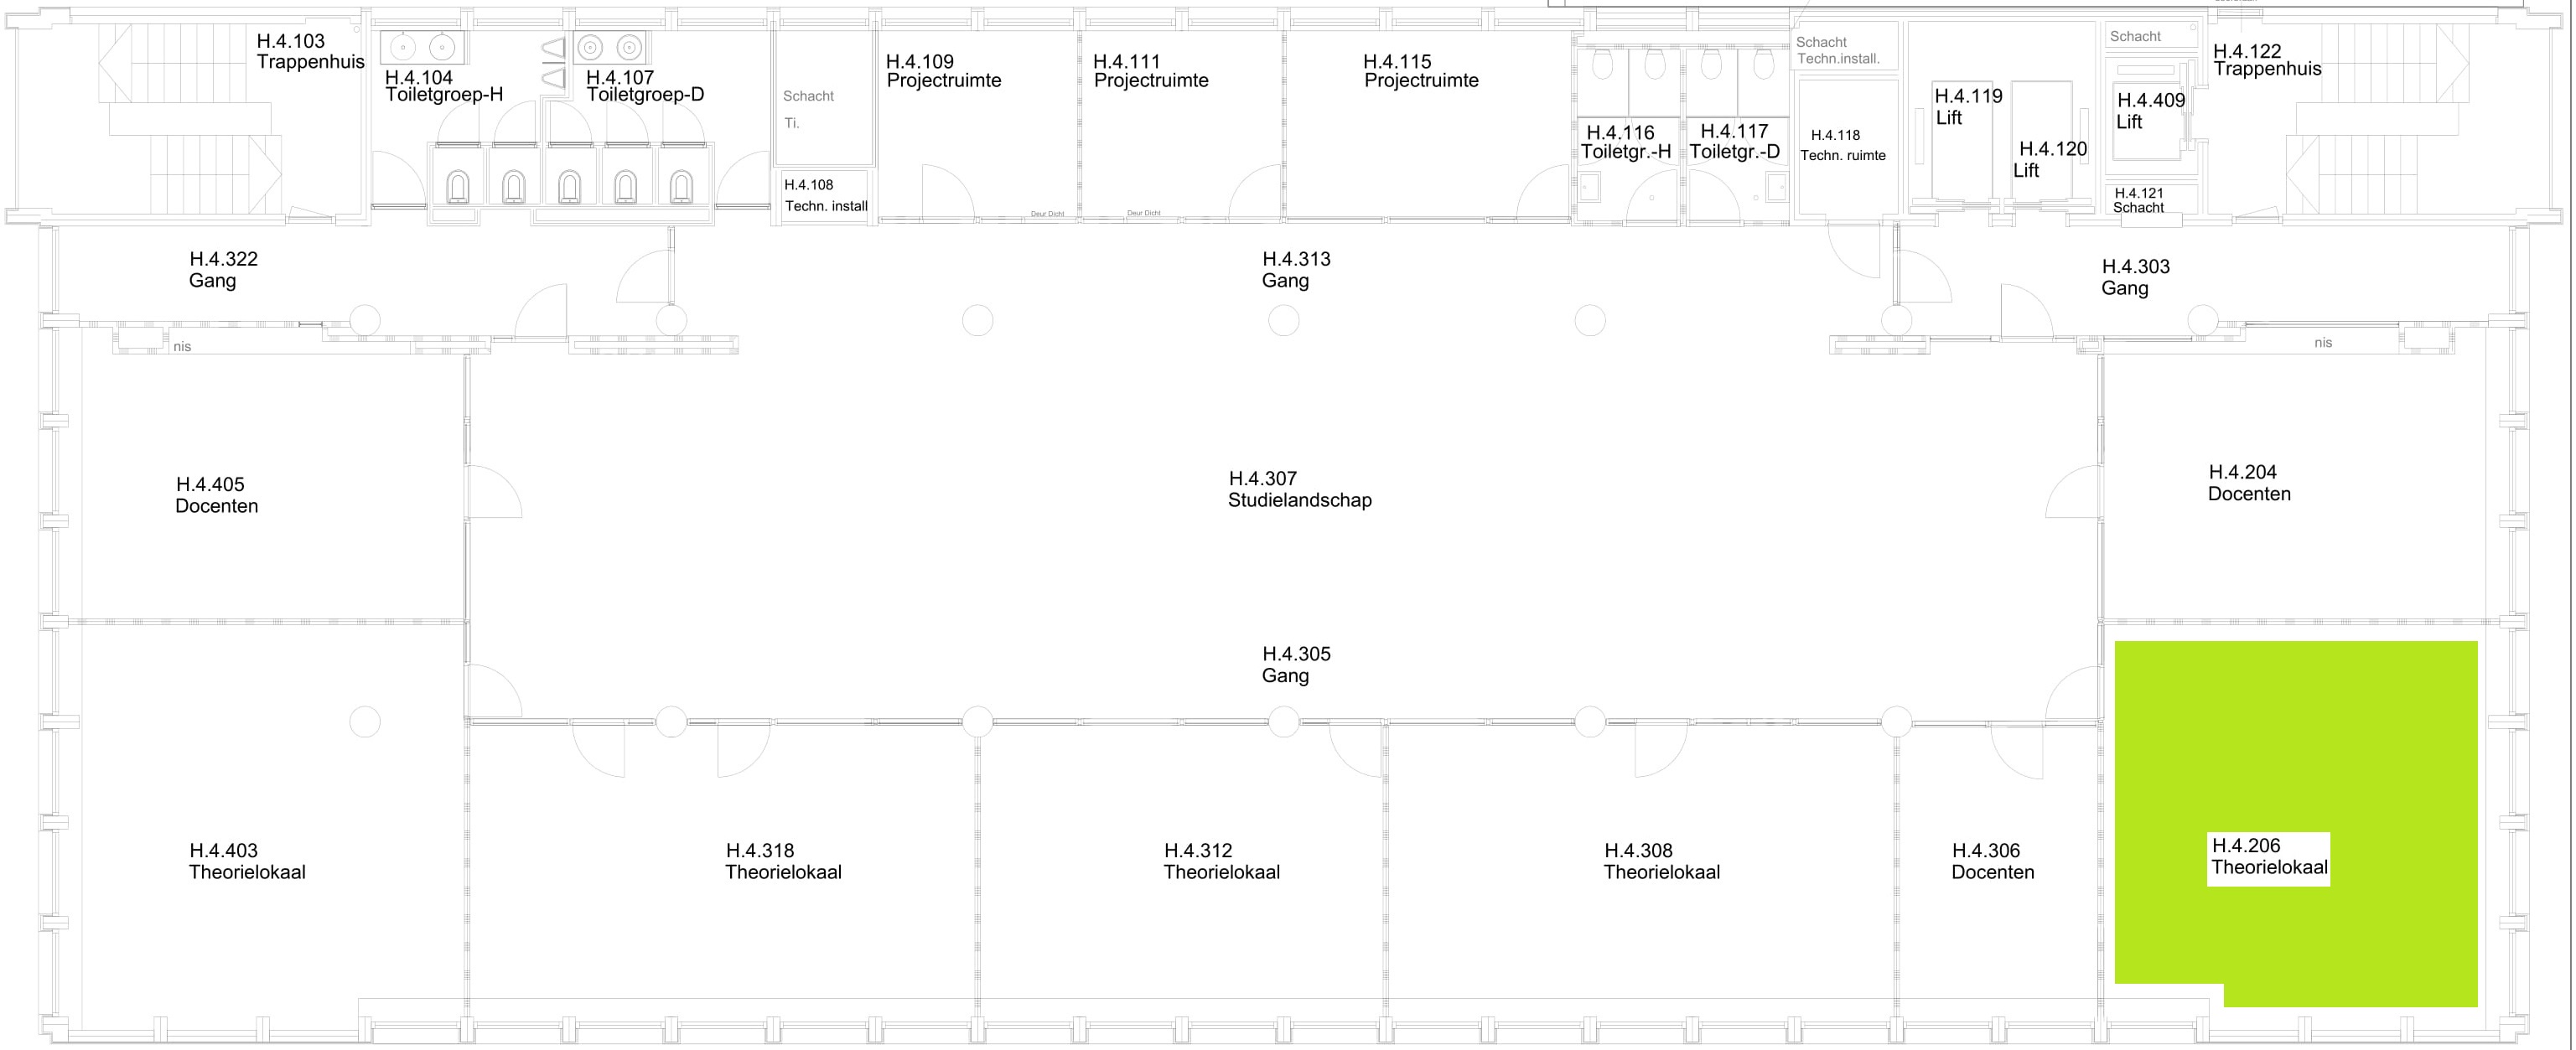 H.4.103
Trappenhuis
H.4.104
Toiletgroep-H
H.4.107
Toiletgroep-D
Schacht
Ti.
H.4.108
Techn. install
H.4.109
Projectruimte
Deur Dicht
H.4.111
Projectruimte
Deur Dicht
H.4.115
Projectruimte
H.4.116
Toiletgr.-H
H.4.117
Toiletgr.-D
Schacht
Techn.install.
H.4.118
Techn. ruimte
H.4.119
Lift
H.4.120
Lift
Schacht
H.4.409
Lift
H.4.121
Schacht
H.4.122
Trappenhuis
H.4.322
Gang
H.4.313
Gang
H.4.303
Gang
nis
nis
H.4.405
Docenten
H.4.307
Studielandschap
H.4.204
Docenten
H.4.305
Gang
H.4.403
Theorielokaal
H.4.318
Theorielokaal
H.4.312
Theorielokaal
H.4.308
Theorielokaal
H.4.306
Docenten
H.4.206
Theorielokaal